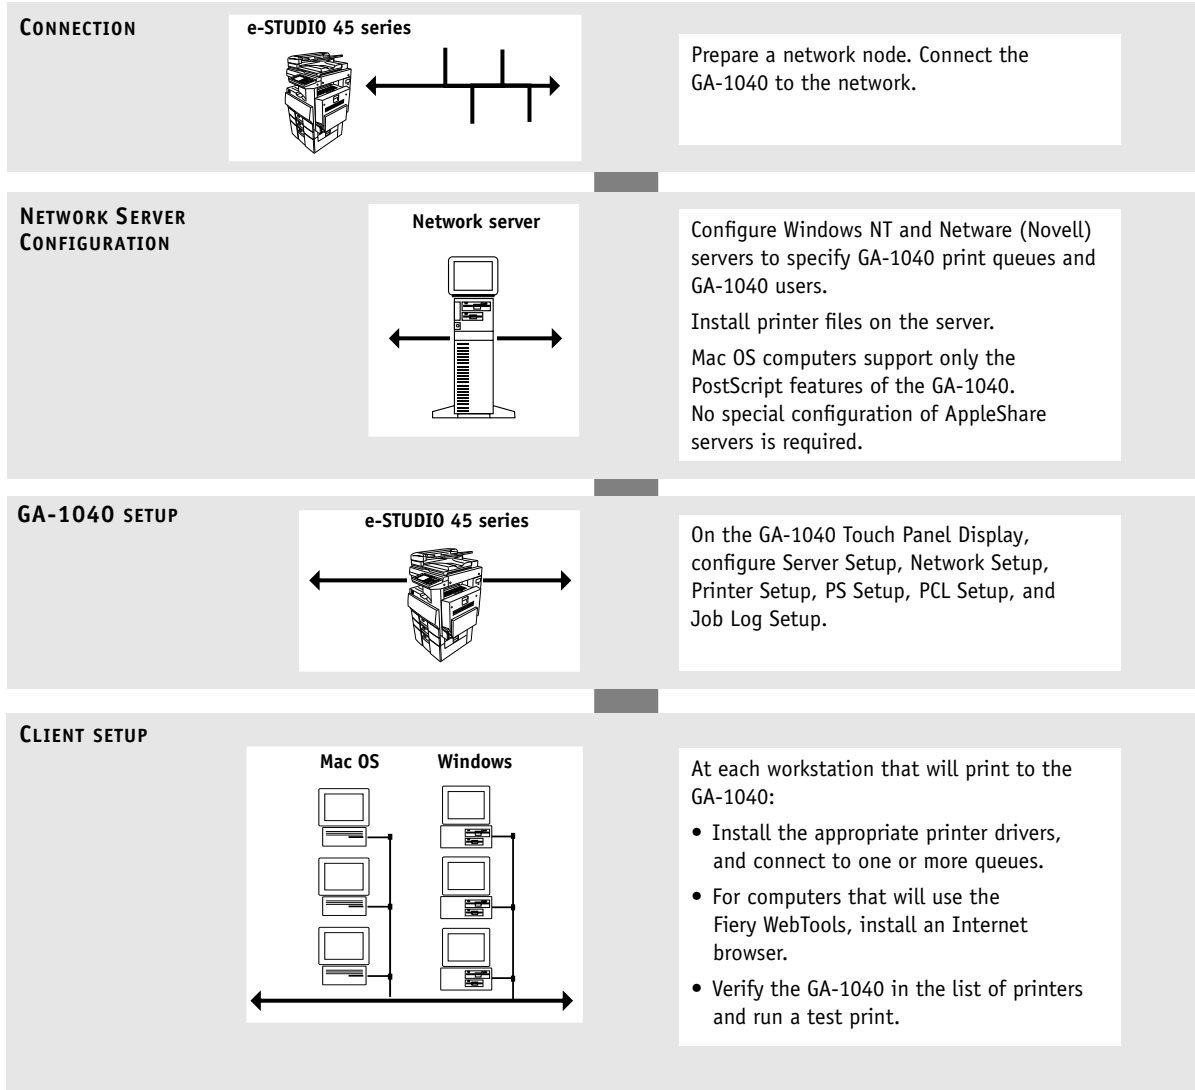 CONNECTION
e-STUDIO 45 series
Prepare a network node. Connect the
GA-1040 to the network.
NETWORK SERVER
CONFIGURATION
Network server
Configure Windows NT and Netware (Novell)
servers to specify GA-1040 print queues and
GA-1040 users.
Install printer files on the server.
Mac OS computers support only the
PostScript features of the GA-1040.
No special configuration of AppleShare
servers is required.
GA-1040 SETUP
e-STUDIO 45 series
On the GA-1040 Touch Panel Display,
configure Server Setup, Network Setup,
Printer Setup, PS Setup, PCL Setup, and
Job Log Setup.
CLIENT SETUP
Mac OS
Windows
At each workstation that will print to the
GA-1040:
• Install the appropriate printer drivers,
and connect to one or more queues.
• For computers that will use the
Fiery WebTools, install an Internet
browser.
• Verify the GA-1040 in the list of printers
and run a test print.